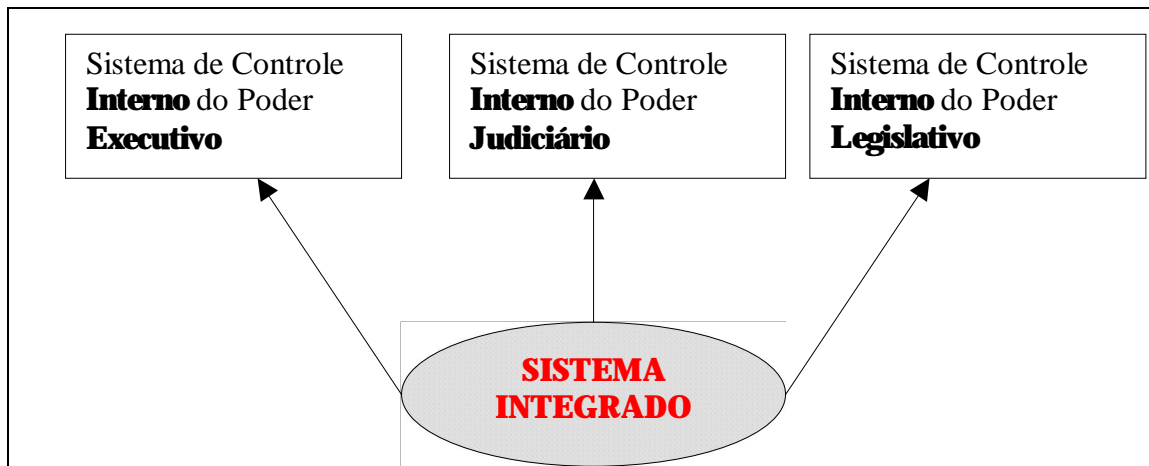 Sistema de Controle
Interno do Poder
Executivo
Sistema de Controle
Interno do Poder
Judiciário
Sistema de Controle
Interno do Poder
Legislativo
SISTEMA
INTEGRADO